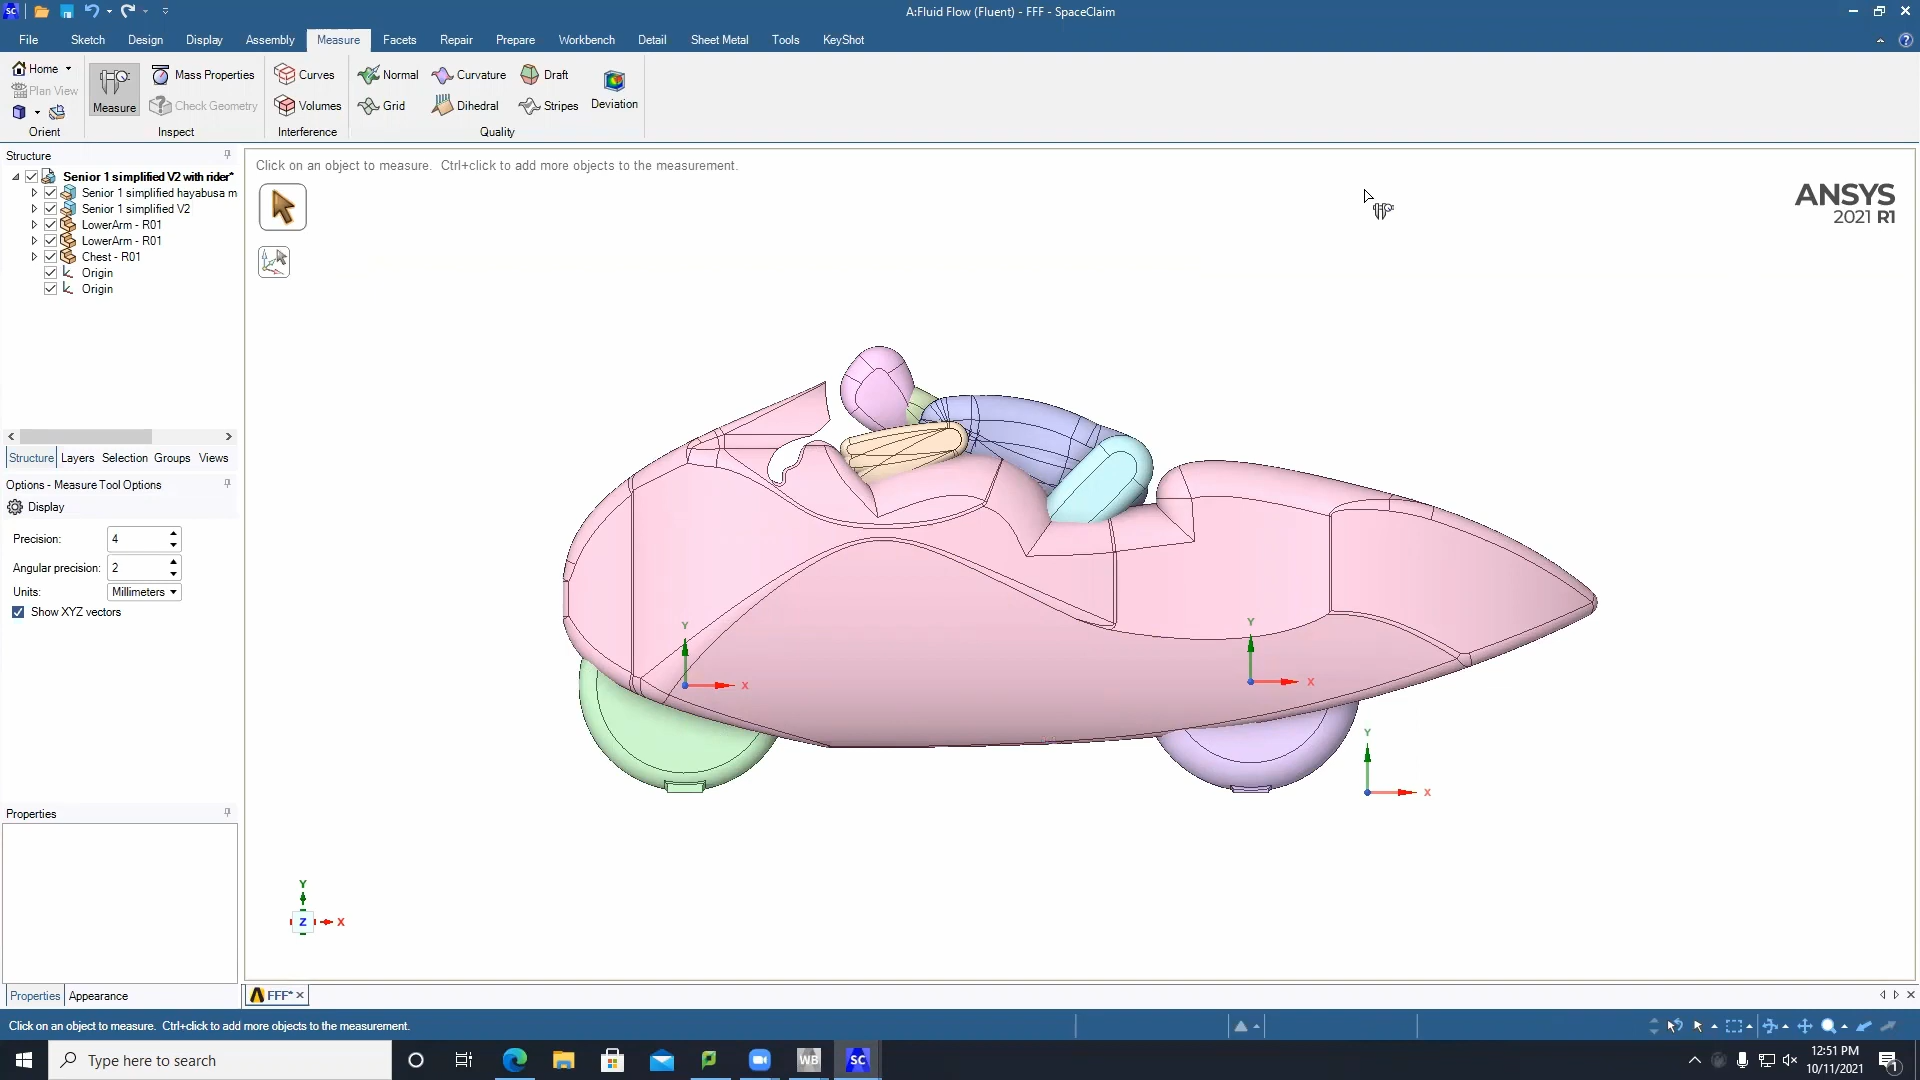 A:Fluid Flow (Fluent) - FFF - SpaceClaim
File Sketch Design Display Assembly Measure Facets Repair Prepare Workbench Detail Sheet Metal Tools KeyShot
Home
Plan View
Orient
Measure
Mass Properties
Check Geometry
Inspect
Curves
Volumes
Interference
Normal Curvature Draft
Grid Dihedral Stripes
Deviation
Quality
Structure
Senior 1 simplified V2 with rider*
Senior 1 simplified hayabusa m
Senior 1 simplified V2
LowerArm - R01
LowerArm - R01
Chest - R01
Origin
Origin
Structure Layers Selection Groups Views
Options - Measure Tool Options
Display
Precision: 4
Angular precision: 2
Units: Millimeters
Show XYZ vectors
Properties
Properties Appearance
Click on an object to measure. Ctrl+click to add more objects to the measurement.
ANSYS
2021 R1
Y
X
Y
X
Y
X
Y
Z X
FFF*
Click on an object to measure. Ctrl+click to add more objects to the measurement.
Type here to search
WB
SC
12:51 PM
10/11/2021
1